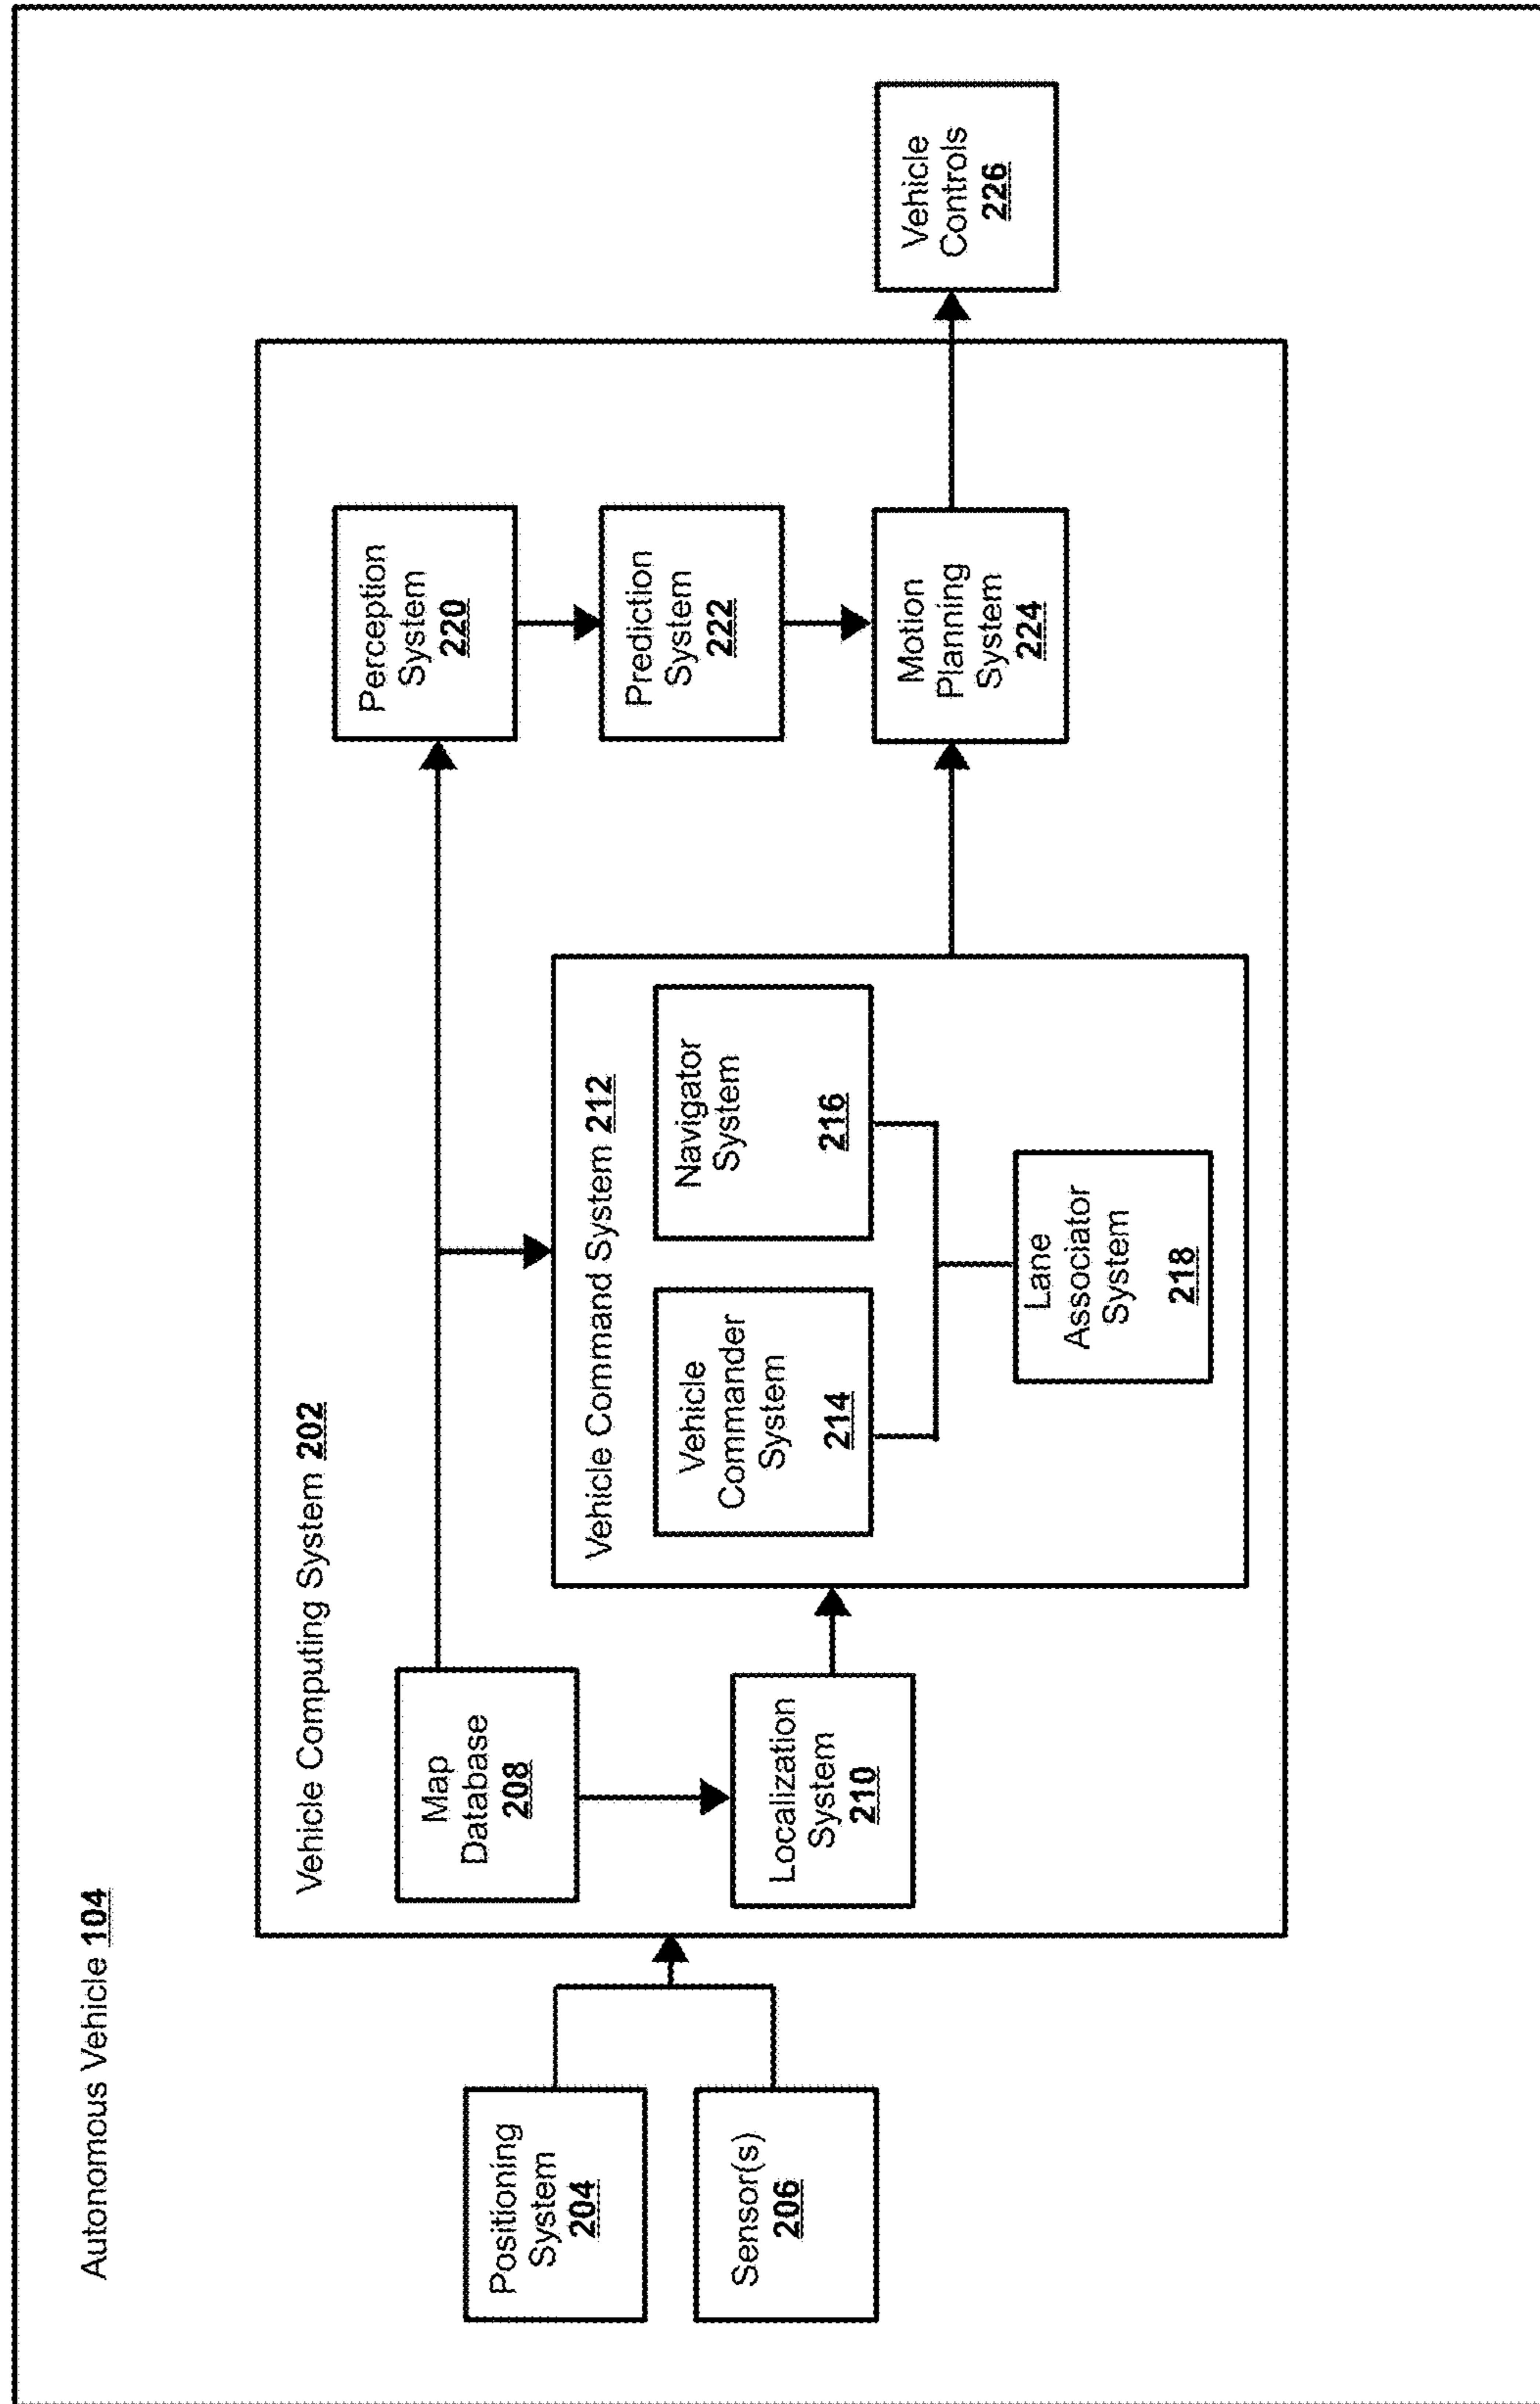 Autonomous Vehicle 104
Vehicle Computing System 202
Positioning
System
204
Sensor(s)
206
Map
Database
208
Localization
System
210
Vehicle Command System 212
Vehicle
Commander
System
214
Navigator
System
216
Lane
Associator
System
218
Perception
System
220
Prediction
System
222
Motion
Planning
System
224
Vehicle
Controls
226